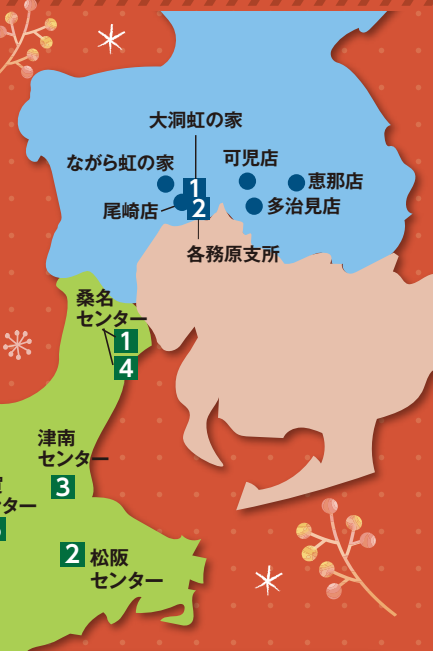 大洞虹の家
ながら虹の家
可児店
恵那店
1
尾崎店
2
多治見店
各務原支所
桑名
センター
1
4
津南
センター
3
ター
2
松阪
センター